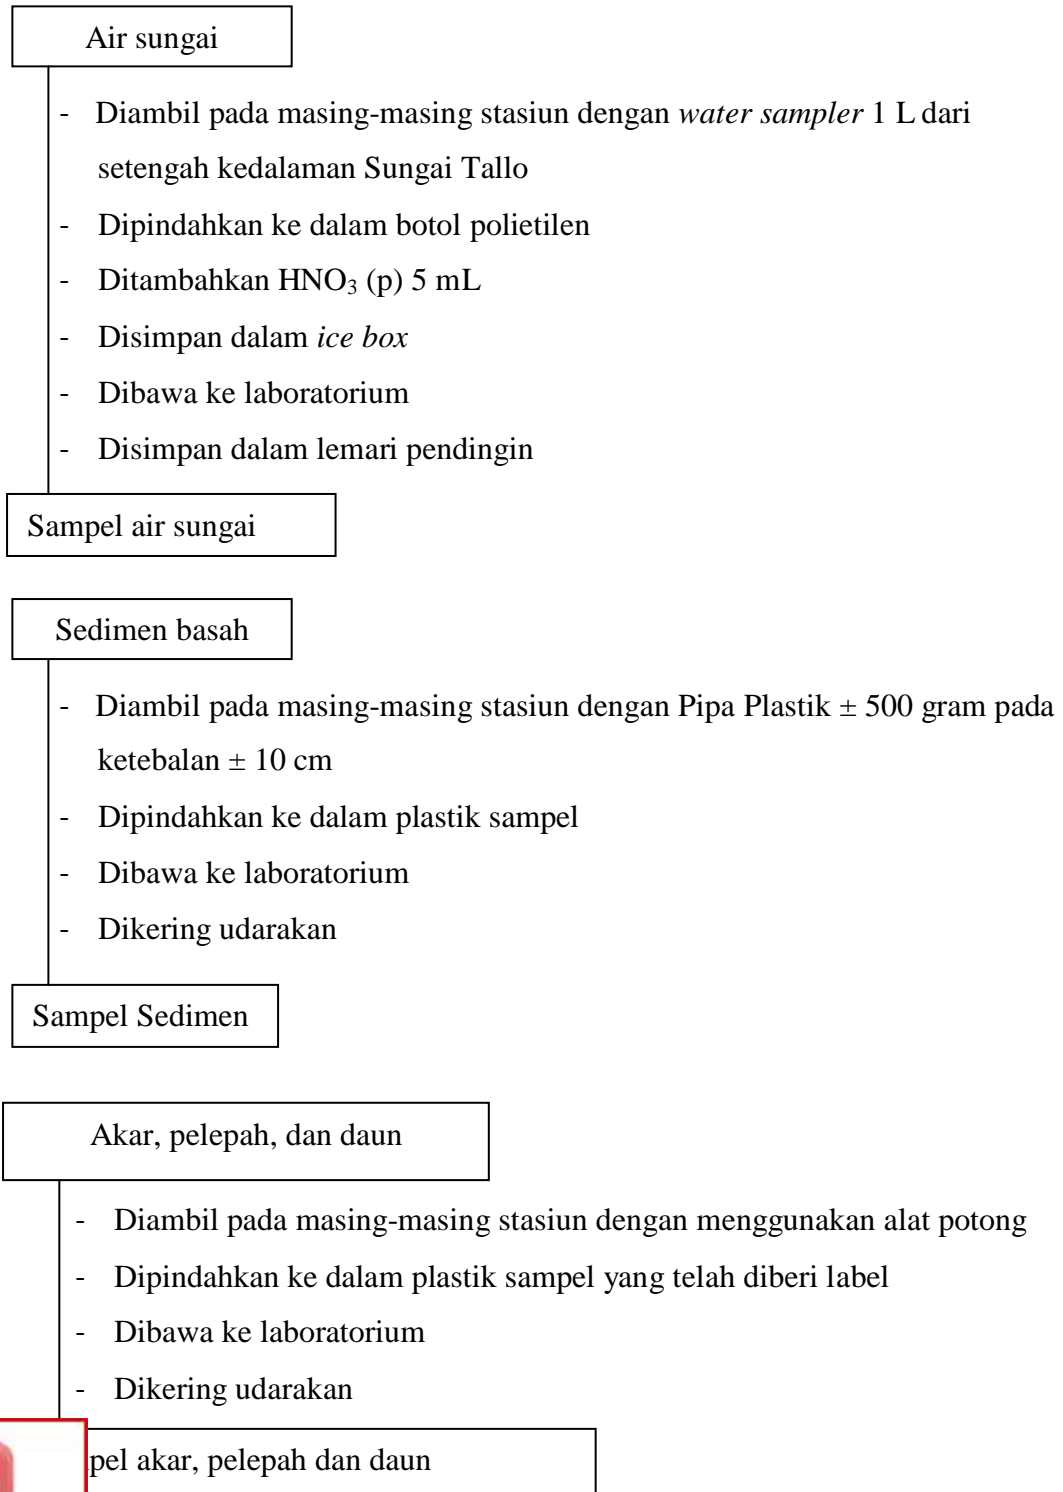 Air sungai
- Diambil pada masing-masing stasiun dengan water sampler 1 L dari
setengah kedalaman Sungai Tallo
- Dipindahkan ke dalam botol polietilen
- Ditambahkan HNO₃ (p) 5 mL
- Disimpan dalam ice box
- Dibawa ke laboratorium
- Disimpan dalam lemari pendingin
Sampel air sungai
Sedimen basah
- Diambil pada masing-masing stasiun dengan Pipa Plastik ± 500 gram pada
ketebalan ± 10 cm
- Dipindahkan ke dalam plastik sampel
- Dibawa ke laboratorium
- Dikering udarakan
Sampel Sedimen
Akar, pelepah, dan daun
- Diambil pada masing-masing stasiun dengan menggunakan alat potong
- Dipindahkan ke dalam plastik sampel yang telah diberi label
- Dibawa ke laboratorium
- Dikering udarakan
pel akar, pelepah dan daun